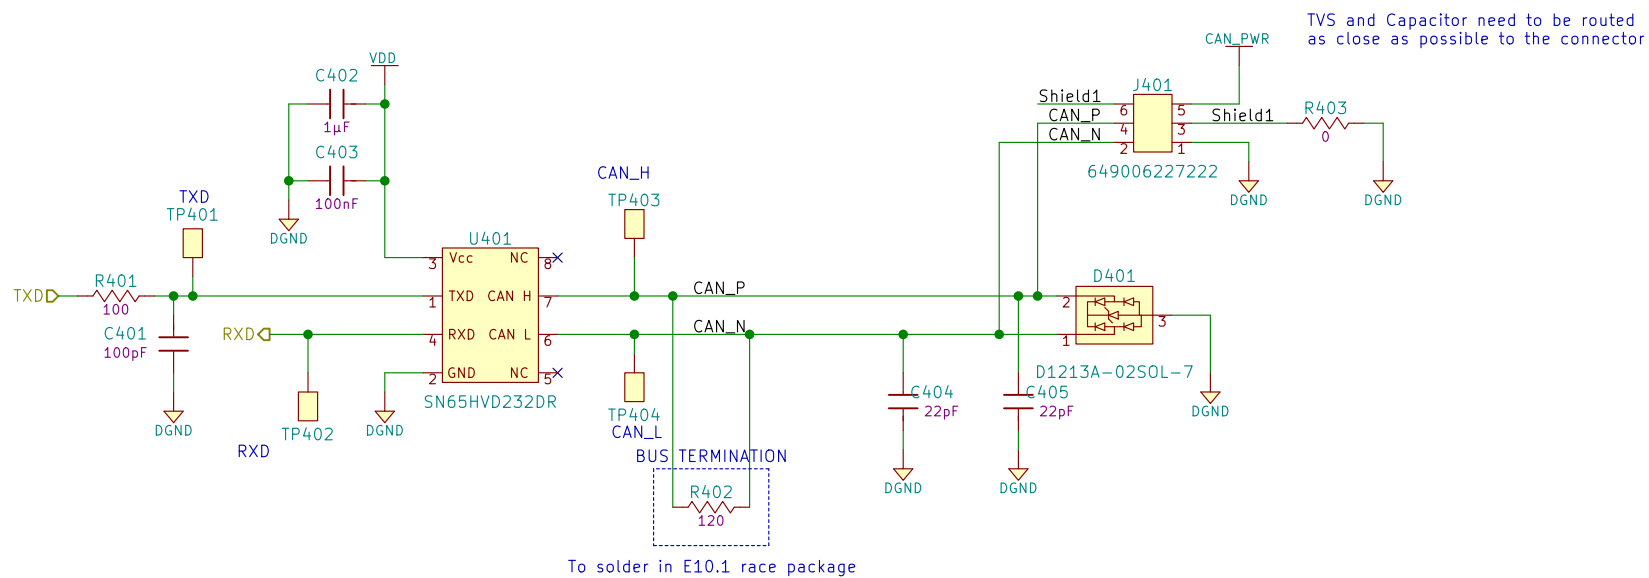 TVS and Capacitor need to be routed
as close as possible to the connector
CAN_PWR
VDD
C402
1µF
C403
100nF
DGND
J401
Shield1
CAN_P
CAN_N
6
4
2
5
3
1
Shield1
R403
0
649006227222
DGND
DGND
TXD
TP401
CAN_H
TP403
U401
3
Vcc
NC
8
1
TXD
CAN H
7
4
RXD
CAN L
6
2
GND
NC
5
SN65HVD232DR
TXD
R401
100
C401
100pF
DGND
RXD
TP402
RXD
DGND
CAN_P
CAN_N
TP404
CAN_L
BUS TERMINATION
R402
120
To solder in E10.1 race package
D401
2
1
3
D1213A-02SOL-7
DGND
C404
22pF
DGND
C405
22pF
DGND